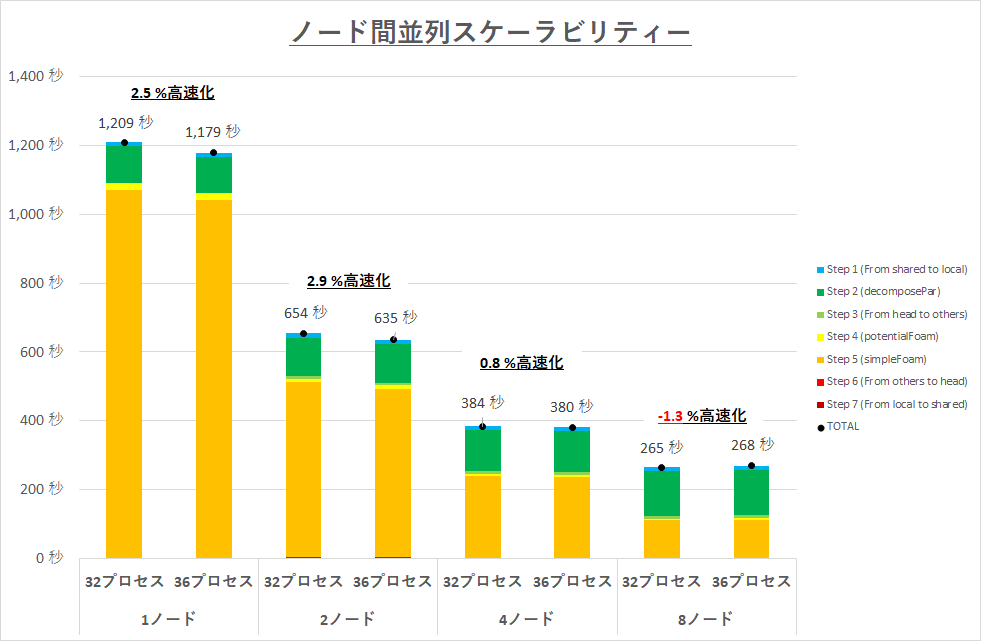 ノード間並列スケーラビリティー
1,400 秒
1,200 秒
1,000 秒
800 秒
600 秒
400 秒
200 秒
0 秒
2.5 %高速化
1,209 秒
1,179 秒
2.9 %高速化
654 秒
635 秒
0.8 %高速化
384 秒
380 秒
-1.3 %高速化
265 秒
268 秒
32プロセス 36プロセス 32プロセス 36プロセス 32プロセス 36プロセス 32プロセス 36プロセス
1ノード 2ノード 4ノード 8ノード
Step 1 (From shared to local)
Step 2 (decomposePar)
Step 3 (From head to others)
Step 4 (potentialFoam)
Step 5 (simpleFoam)
Step 6 (From others to head)
Step 7 (From local to shared)
TOTAL